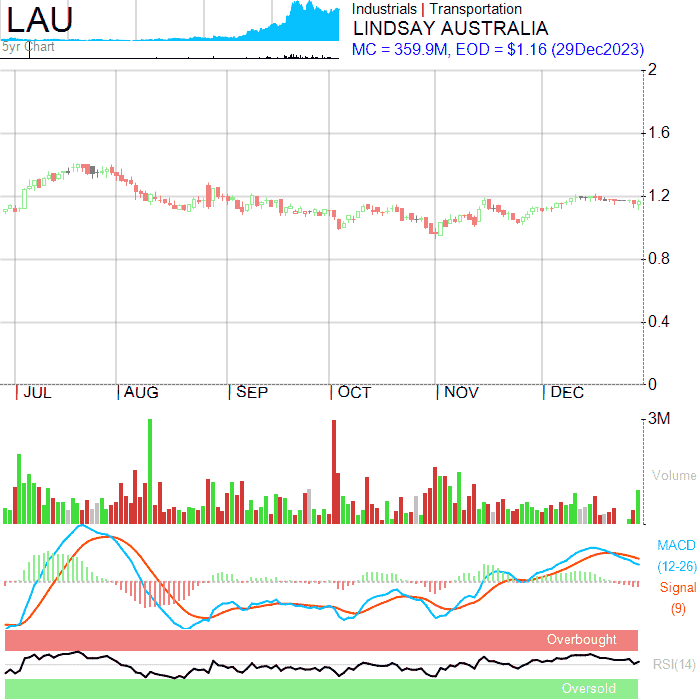 LAU
5yr Chart
Industrials | Transportation
LINDSAY AUSTRALIA
MC = 359.9M, EOD = $1.16 (29Dec2023)
2
1.6
1.2
0.8
0.4
0
JUL AUG SEP OCT NOV DEC
3M
Volume
MACD
(12-26)
Signal
(9)
Overbought
RSI(14)
Oversold